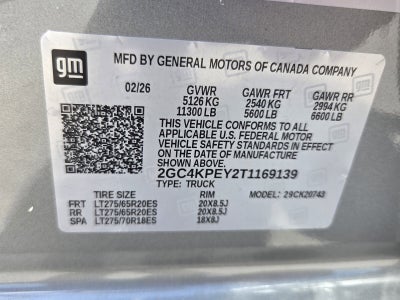 gm
MFD BY GENERAL MOTORS OF CANADA COMPANY
02/26 GVWR GAWR FRT GAWR RR
5126 KG 2540 KG 2994 KG
11300 LB 5600 LB 6600 LB
THIS VEHICLE CONFORMS TO ALL
APPLICABLE U.S. FEDERAL MOTOR
VEHICLE SAFETY STANDARDS IN EFFECT
ON THE DATE OF MANUFACTURE
SHOWN ABOVE.
2GC4KPEY2T1169139
TYPE: TRUCK
TIRE SIZE RIM MODEL: 29CK20743
FRT LT275/65R20ES 20X8.5J
RR LT275/65R20ES 20X8.5J
SPA LT275/70R18ES 18X8J